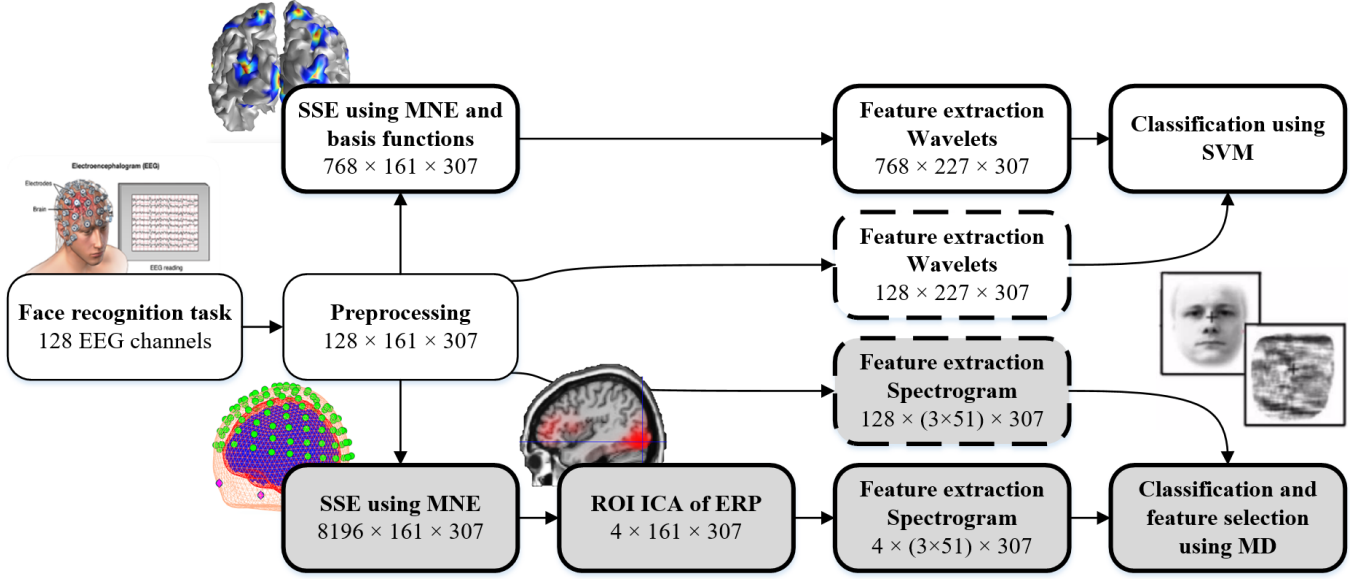 SSE using MNE and
basis functions
768 × 161 × 307
Feature extraction
Wavelets
768 × 227 × 307
Classification using
SVM
Electroencephalogram (EEG)
Electrodes
Brain
EEG reading
Feature extraction
Wavelets
128 × 227 × 307
Face recognition task
128 EEG channels
Preprocessing
128 × 161 × 307
Feature extraction
Spectrogram
128 × (3×51) × 307
SSE using MNE
8196 × 161 × 307
ROI ICA of ERP
4 × 161 × 307
Feature extraction
Spectrogram
4 × (3×51) × 307
Classification and
feature selection
using MD